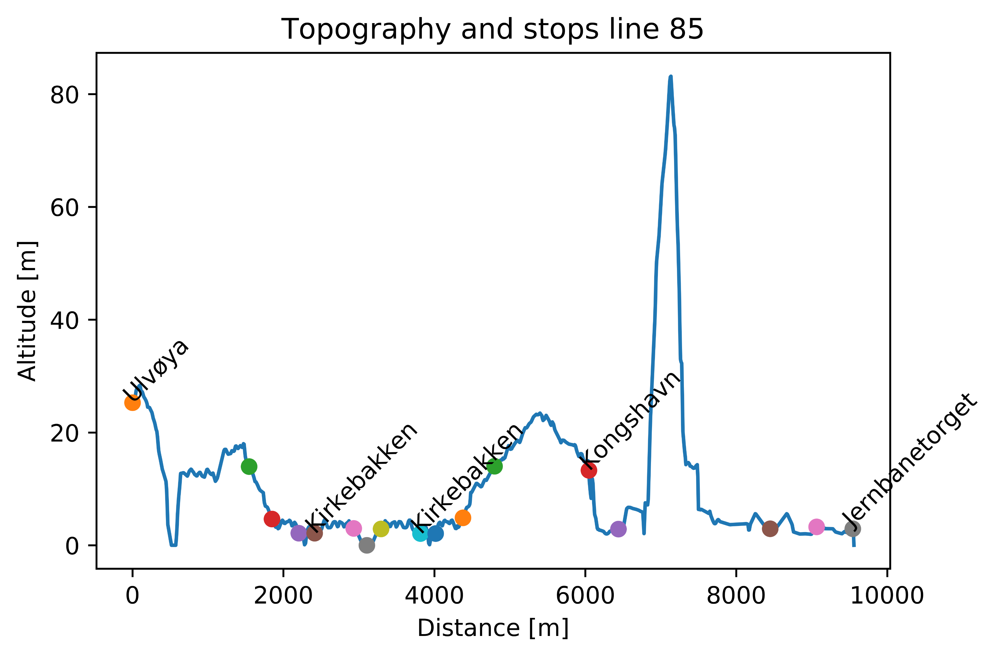 Topography and stops line 85
Altitude [m]
80
60
40
20
0
Ullvøya
Kirkebakken
Kirkebakken
Kongshavn
Jernbanetorget
0
2000
4000
6000
8000
10000
Distance [m]